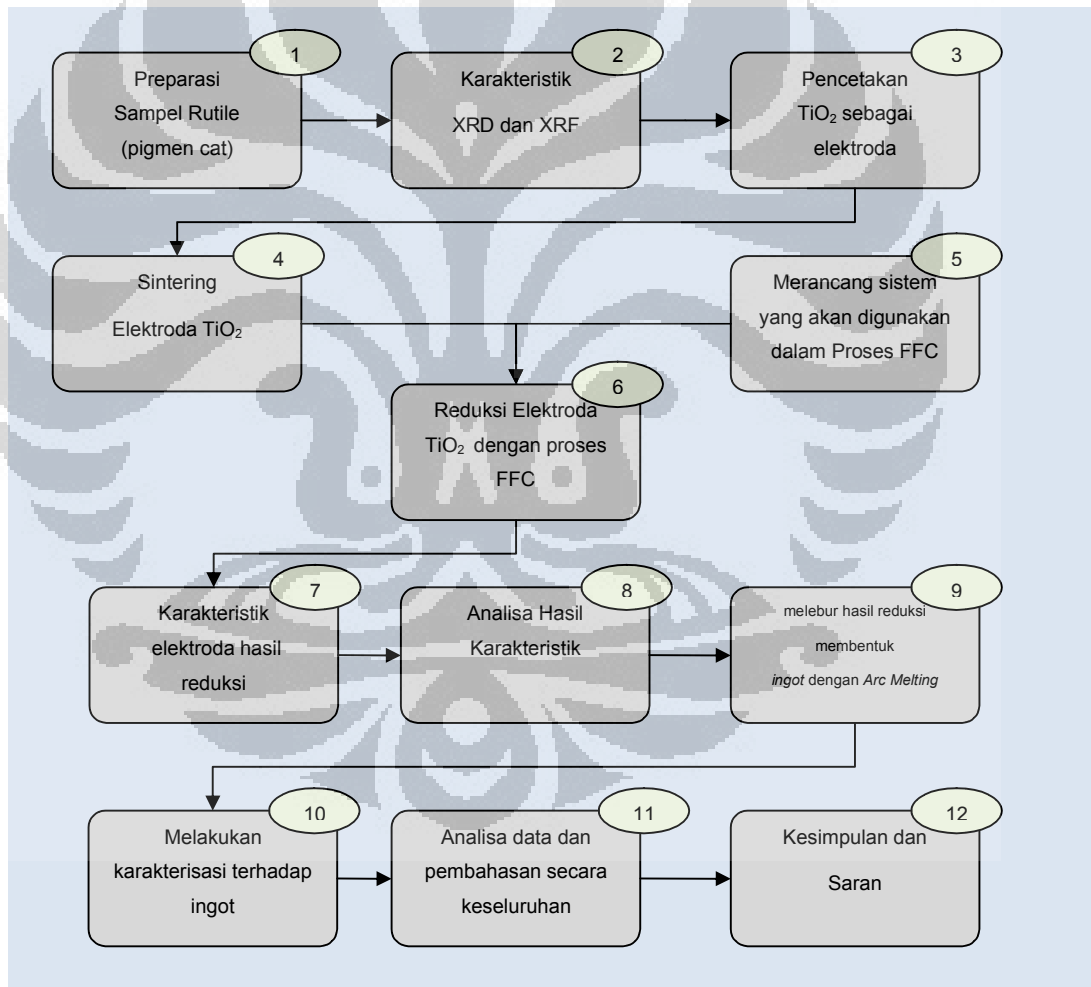 1
Preparasi
Sampel Rutile
(pigmen cat)
2
Karakteristik
XRD dan XRF
3
Pencetakan
TiO₂ sebagai
elektroda
4
Sintering
Elektroda TiO₂
5
Merancang sistem
yang akan digunakan
dalam Proses FFC
6
Reduksi Elektroda
TiO₂ dengan proses
FFC
7
Karakteristik
elektroda hasil
reduksi
8
Analisa Hasil
Karakteristik
9
melebur hasil reduksi
membentuk
ingot dengan Arc Melting
10
Melakukan
karakterisasi terhadap
ingot
11
Analisa data dan
pembahasan secara
keseluruhan
12
Kesimpulan dan
Saran